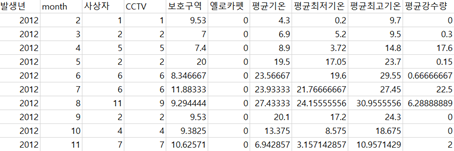 발생년 month 사상자 CCTV 보호구역 옐로카펫 평균기온 평균최저기온 평균최고기온 평균강수량
2012 2 1 1 9.53 0 4.3 0.2 9.7 0
2012 3 2 2 7 0 6.9 5.2 9.5 0.3
2012 4 5 5 7.4 0 8.9 3.72 14.8 17.6
2012 5 2 2 20 0 19.5 17.05 23.7 0.15
2012 6 6 6 8.346667 0 23.56667 19.6 29.55 0.66666667
2012 7 6 6 11.88333 0 23.93333 21.76666667 27.45 22.5
2012 8 11 9 9.294444 0 27.43333 24.15555556 30.9555556 6.28888889
2012 9 2 2 9.53 0 20.1 17.2 24.3 0
2012 10 4 4 9.3825 0 13.375 8.575 18.675 0
2012 11 7 7 10.62571 0 6.942857 3.157142857 10.9571429 2